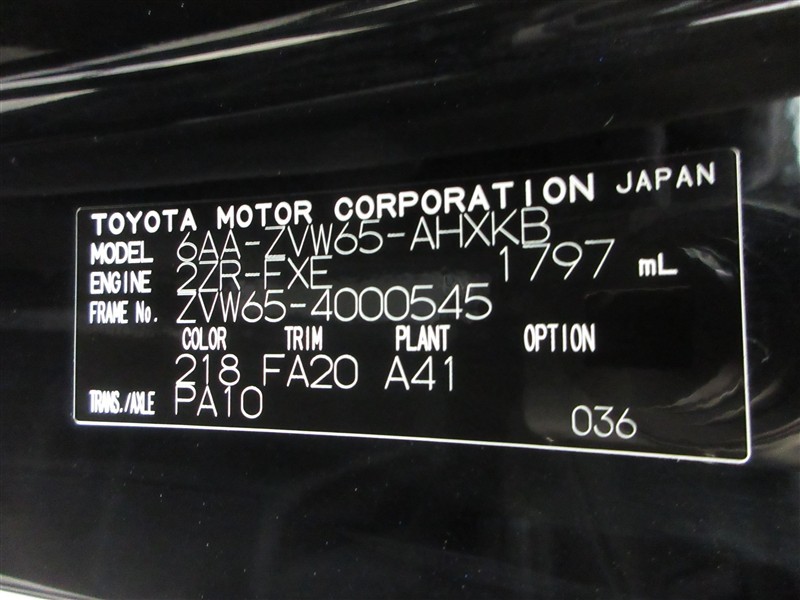 TOYOTA MOTOR CORPORATION JAPAN
MODEL 6AA-ZVW65-AHXKB
ENGINE 2ZR-FXE 1797 mL
FRAME No. ZVW65-4000545
COLOR TRIM PLANT OPTION
218 FA20 A41
TRANS./AXLE PA10
036